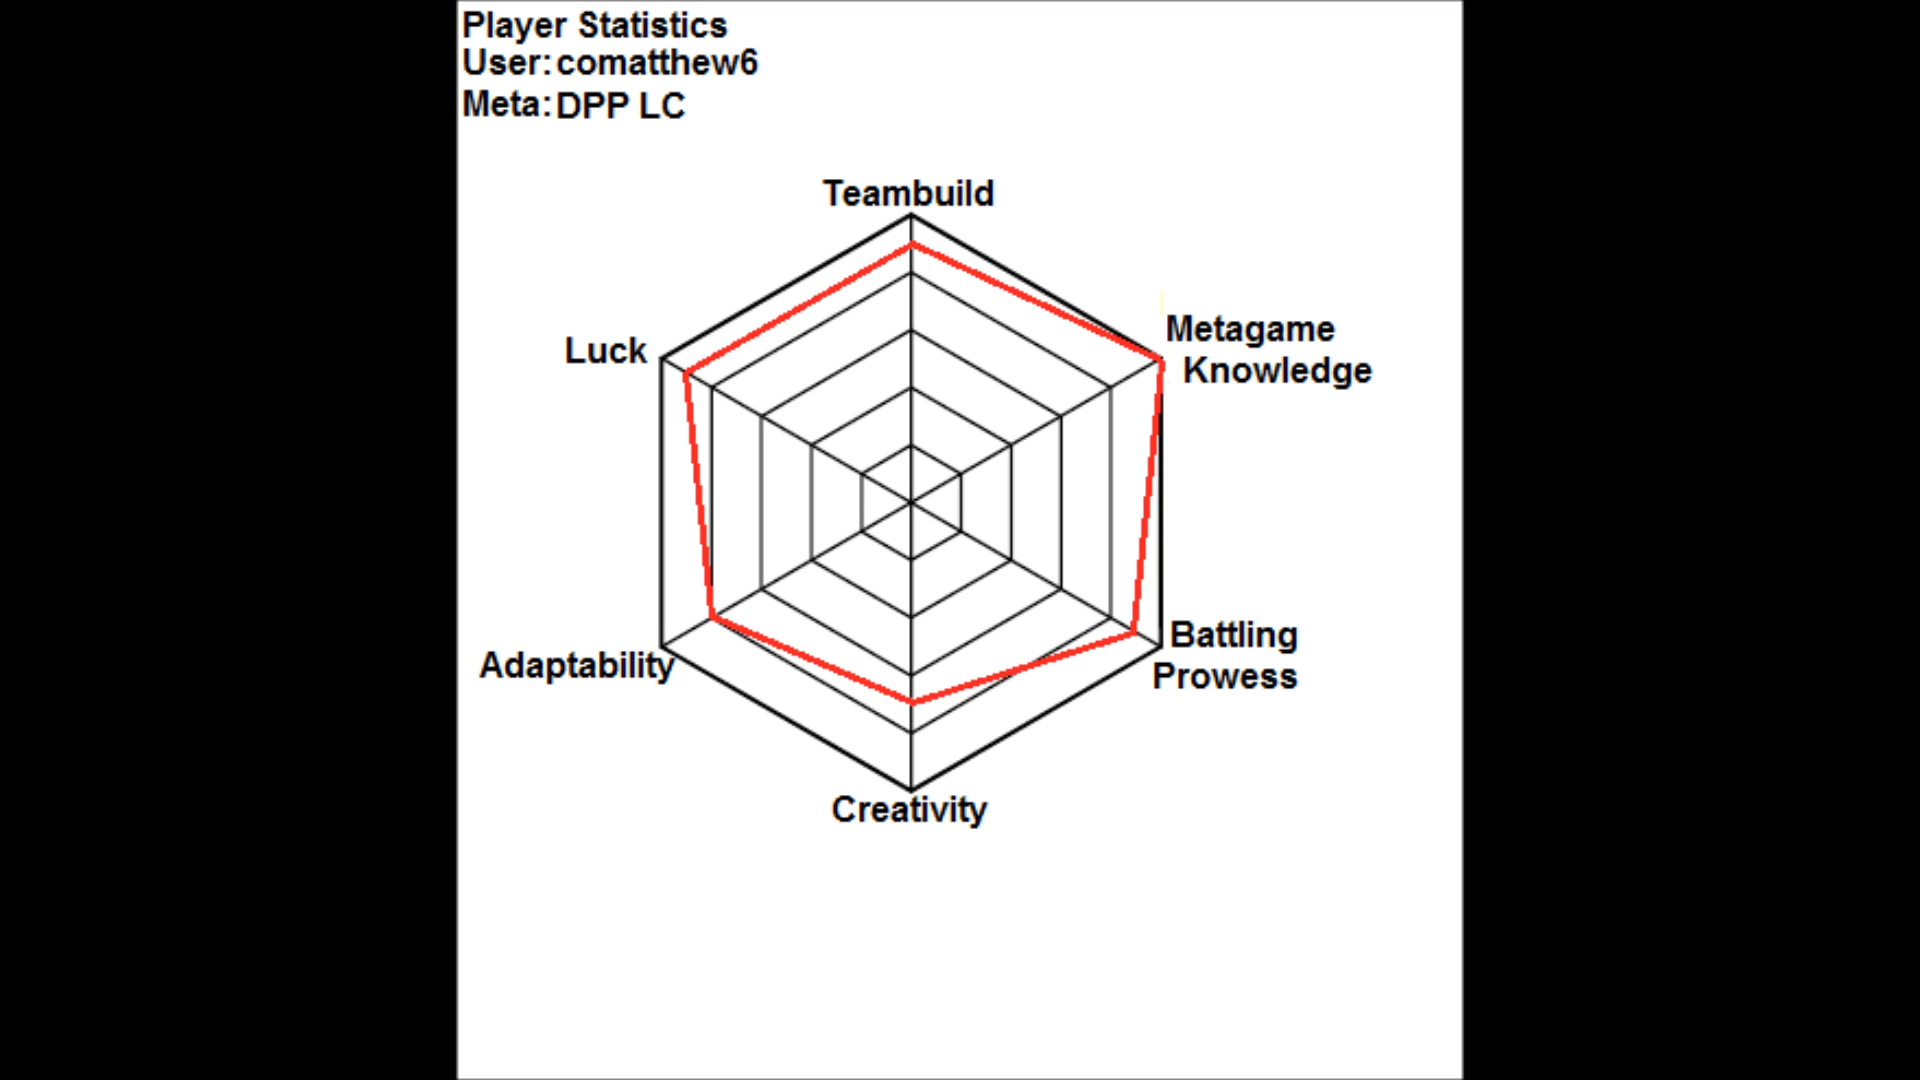 Player Statistics
User: comatthew6
Meta: DPP LC
Teambuild
Metagame
Knowledge
Luck
Battling
Prowess
Adaptability
Creativity